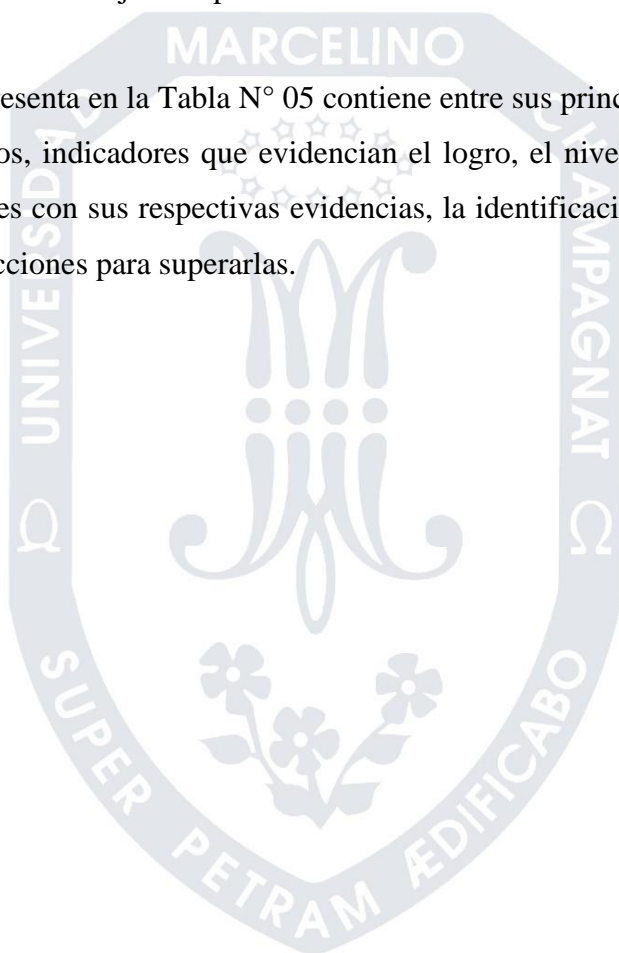 MARCELINO
esenta en la Tabla N° 05 contiene entre sus princ
os, indicadores que evidencian el logro, el nive
es con sus respectivas evidencias, la identificaci
cciones para superarlas.
UNIVERSIDAD
CHAMPAGNAT
Ω Ω
SUPER PETRAM ÆDIFICABO